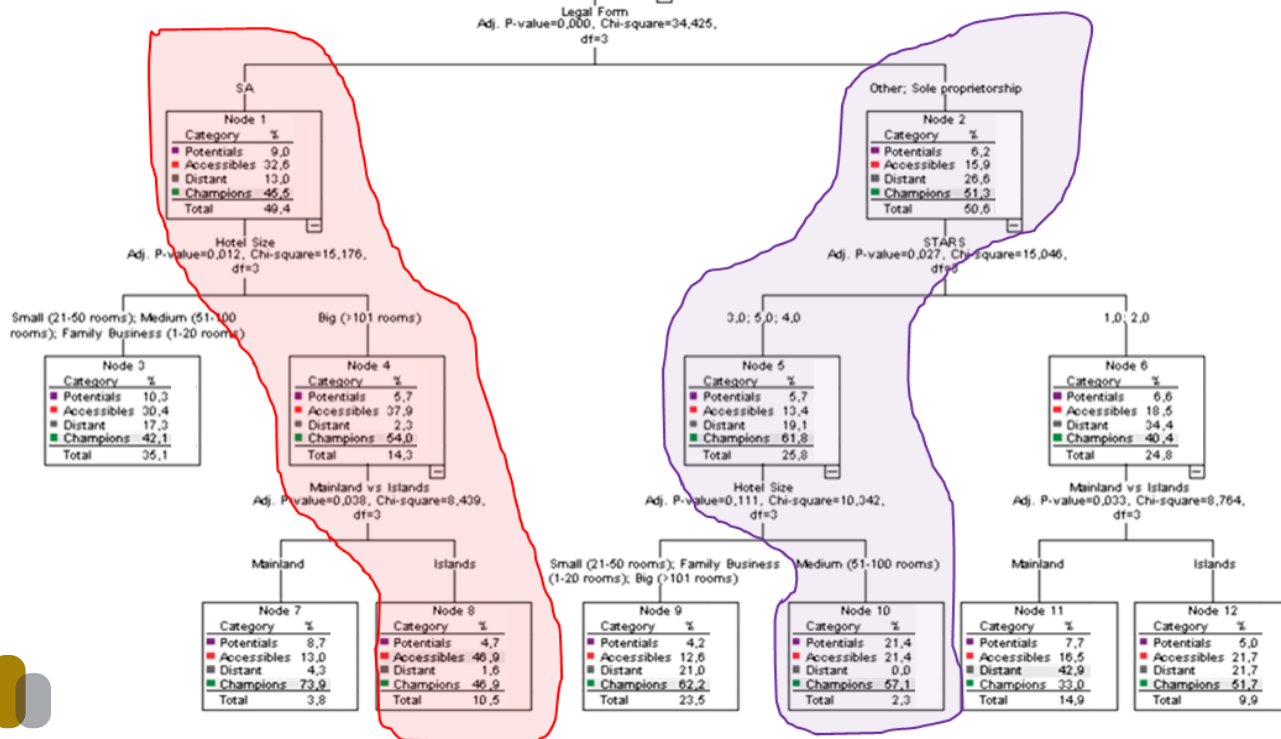 Legal Form
Adj. P-value=0,000, Chi-square=34,425,
df=3
SA
Other; Sole proprietorship
Node 1
Category %
Potentials 9,0
Accessibles 32,6
Distant 13,0
Champions 45,5
Total 49,4
Node 2
Category %
Potentials 6,2
Accessibles 15,9
Distant 26,6
Champions 51,3
Total 50,6
Hotel Size
Adj. P-value=0,012, Chi-square=15,176,
df=3
STARS
Adj. P-value=0,027, Chi-square=15,046,
df=3
Small (21-50 rooms); Medium (51-100
rooms); Family Business (1-20 rooms)
Big (>101 rooms)
3,0; 5,0; 4,0
1,0; 2,0
Node 3
Category %
Potentials 10,3
Accessibles 30,4
Distant 17,3
Champions 42,1
Total 35,1
Node 4
Category %
Potentials 5,7
Accessibles 37,9
Distant 2,3
Champions 54,0
Total 14,3
Node 5
Category %
Potentials 5,7
Accessibles 13,4
Distant 19,1
Champions 61,8
Total 25,8
Node 6
Category %
Potentials 6,6
Accessibles 18,5
Distant 34,4
Champions 40,4
Total 24,8
Mainland vs Islands
Adj. P-value=0,038, Chi-square=8,439,
df=3
Hotel Size
Adj. P-value=0,111, Chi-square=10,342,
df=3
Mainland vs Islands
Adj. P-value=0,033, Chi-square=8,764,
df=3
Mainland
Islands
Small (21-50 rooms); Family Business
(1-20 rooms); Big (>101 rooms)
Medium (51-100 rooms)
Mainland
Islands
Node 7
Category %
Potentials 8,7
Accessibles 13,0
Distant 4,3
Champions 73,9
Total 3,8
Node 8
Category %
Potentials 4,7
Accessibles 46,9
Distant 1,6
Champions 46,9
Total 10,5
Node 9
Category %
Potentials 4,2
Accessibles 12,6
Distant 21,0
Champions 62,2
Total 23,5
Node 10
Category %
Potentials 21,4
Accessibles 21,4
Distant 0,0
Champions 57,1
Total 2,3
Node 11
Category %
Potentials 7,7
Accessibles 16,5
Distant 42,9
Champions 33,0
Total 14,9
Node 12
Category %
Potentials 5,0
Accessibles 21,7
Distant 21,7
Champions 51,7
Total 9,9